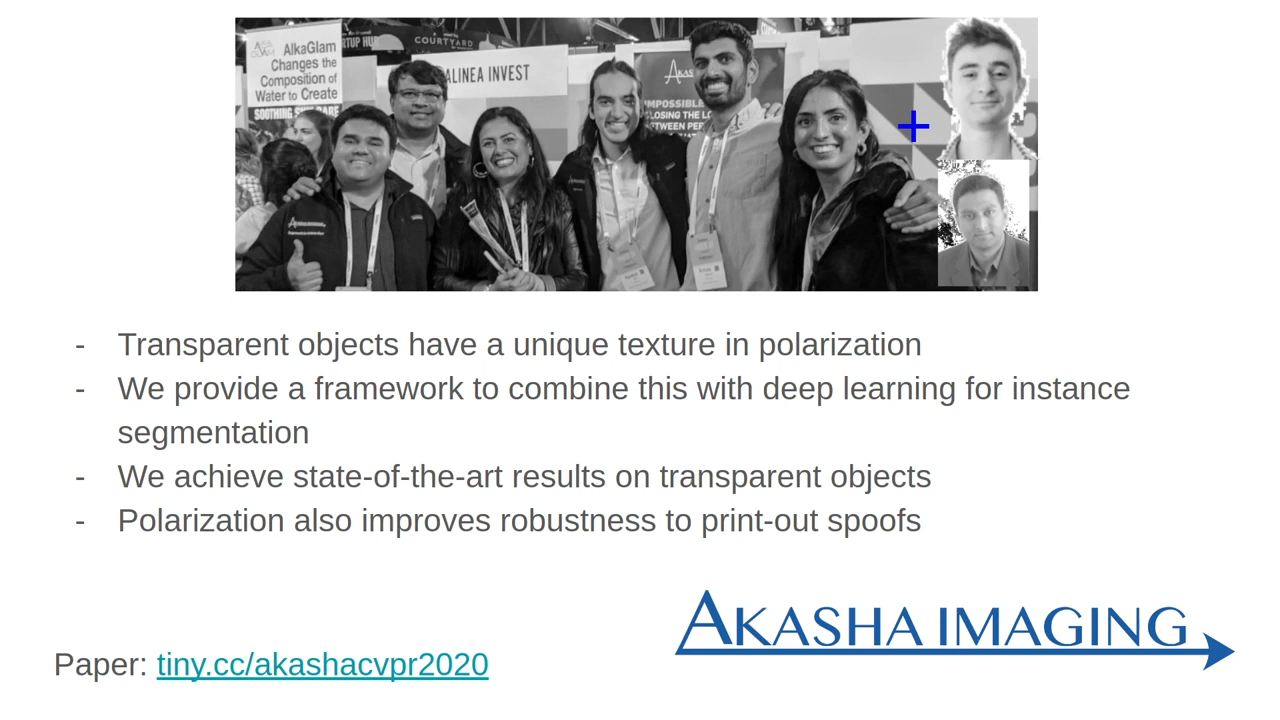 AlkaGlam
Changes the
Composition of
Water to Create
COURTYARD
ALINEA INVEST
- Transparent objects have a unique texture in polarization
- We provide a framework to combine this with deep learning for instance
segmentation
- We achieve state-of-the-art results on transparent objects
- Polarization also improves robustness to print-out spoofs
AKASHA IMAGING
Paper: tiny.cc/akashacvpr2020